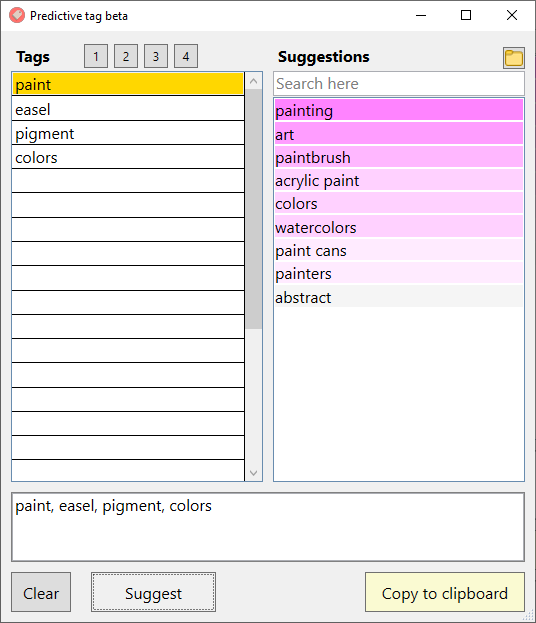 Predictive tag beta
Tags 1 2 3 4
Suggestions
Search here
paint
easel
pigment
colors
painting
art
paintbrush
acrylic paint
colors
watercolors
paint cans
painters
abstract
paint, easel, pigment, colors
Clear
Suggest
Copy to clipboard